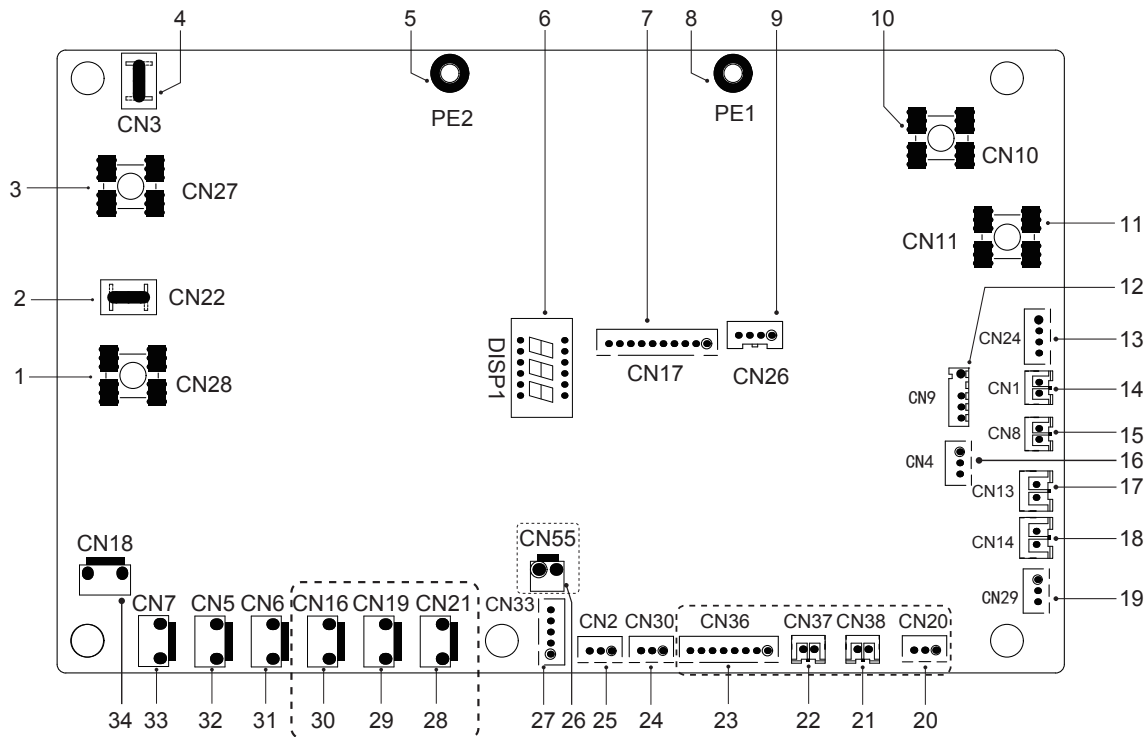 4 5 6 7 8 9 10
CN3 PE2 PE1
CN10
3 CN27
CN11 11
2 CN22
12
CN24 13
DISP1
CN17 CN26
1 CN28
CN9 CN1 14
CN8 15
CN4 16
CN13 17
CN14 18
CN18 CN55
CN29 19
CN7 CN5 CN6 CN16 CN19 CN21 CN33 CN2 CN30 CN36 CN37 CN38 CN20
34 33 32 31 30 29 28 27 26 25 24 23 22 21 20